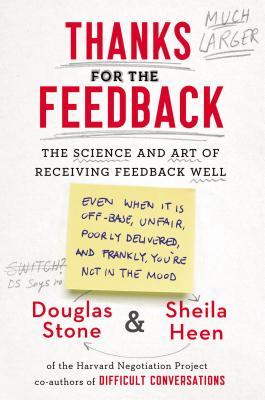 MUCH
LARGER
THANKS
FOR THE
FEEDBACK
THE SCIENCE AND ART OF
RECEIVING FEEDBACK WELL
EVEN WHEN IT IS
OFF-BASE, UNFAIR,
POORLY DELIVERED,
AND FRANKLY, YOU'RE
NOT IN THE MOOD
SWITCH?
DS says no
Douglas & Sheila
Stone Heen
of the Harvard Negotiation Project
co-authors of DIFFICULT CONVERSATIONS